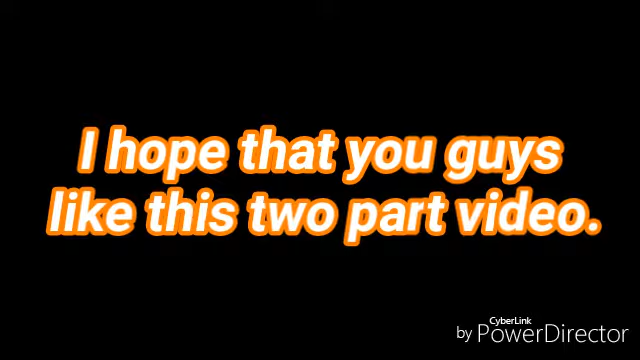 I hope that you guys
like this two part video.
CyberLink
by PowerDirector